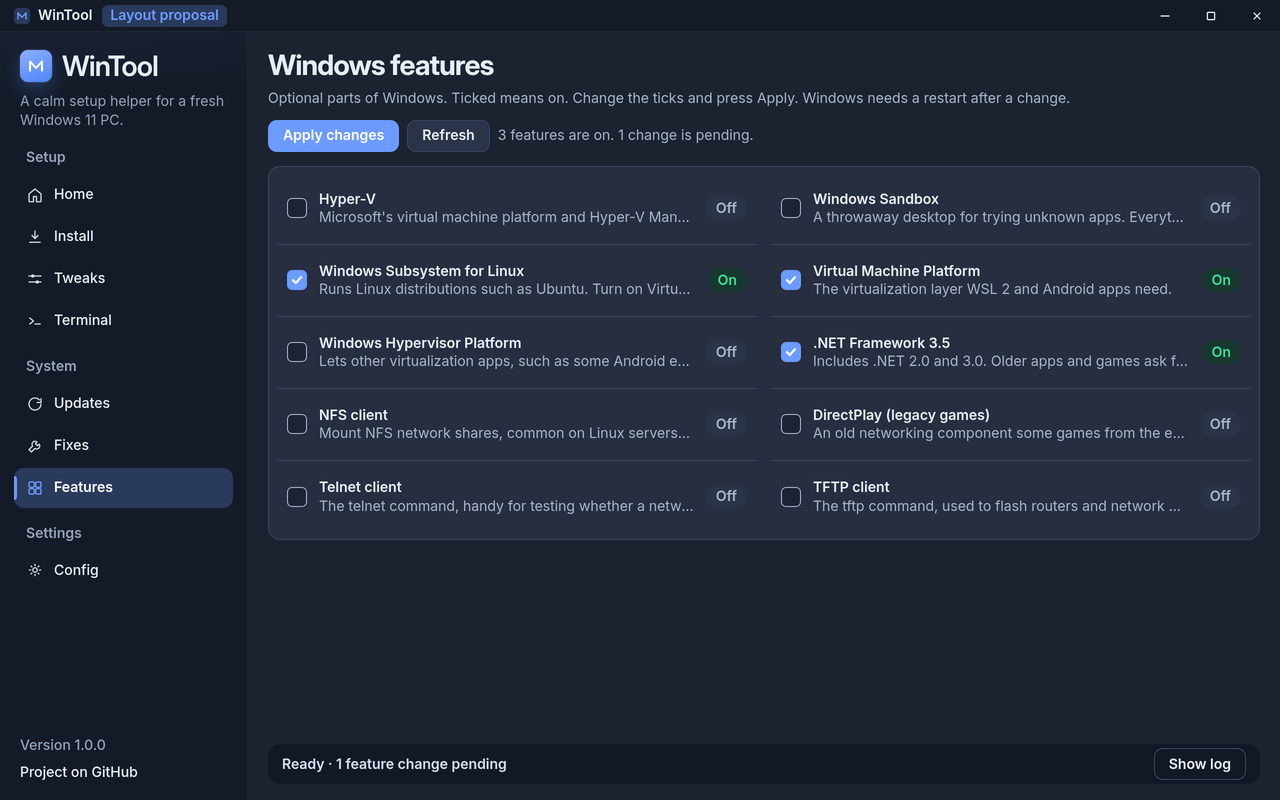 WinTool Layout proposal
WinTool
A calm setup helper for a fresh
Windows 11 PC.
Setup
Home
Install
Tweaks
Terminal
System
Updates
Fixes
Features
Settings
Config
Version 1.0.0
Project on GitHub
Windows features
Optional parts of Windows. Ticked means on. Change the ticks and press Apply. Windows needs a restart after a change.
Apply changes Refresh 3 features are on. 1 change is pending.
Hyper-V
Microsoft's virtual machine platform and Hyper-V Man...
Off
Windows Sandbox
A throwaway desktop for trying unknown apps. Everyt...
Off
Windows Subsystem for Linux
Runs Linux distributions such as Ubuntu. Turn on Virtu...
On
Virtual Machine Platform
The virtualization layer WSL 2 and Android apps need.
On
Windows Hypervisor Platform
Lets other virtualization apps, such as some Android e...
Off
.NET Framework 3.5
Includes .NET 2.0 and 3.0. Older apps and games ask f...
On
NFS client
Mount NFS network shares, common on Linux servers...
Off
DirectPlay (legacy games)
An old networking component some games from the e...
Off
Telnet client
The telnet command, handy for testing whether a netw...
Off
TFTP client
The tftp command, used to flash routers and network ...
Off
Ready · 1 feature change pending
Show log